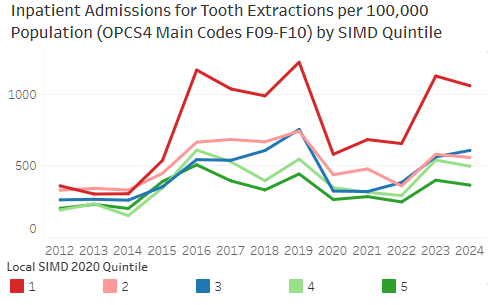 Inpatient Admissions for Tooth Extractions per 100,000
Population (OPCS4 Main Codes F09-F10) by SIMD Quintile
1000
500
0
2012 2013 2014 2015 2016 2017 2018 2019 2020 2021 2022 2023 2024
Local SIMD 2020 Quintile
1 2 3 4 5